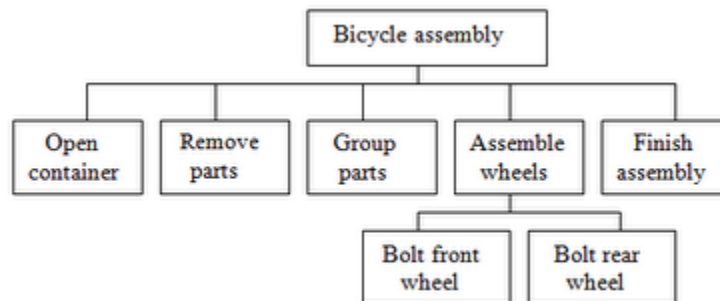 Bicycle assembly
Open
container
Remove
parts
Group
parts
Assemble
wheels
Finish
assembly
Bolt front
wheel
Bolt rear
wheel